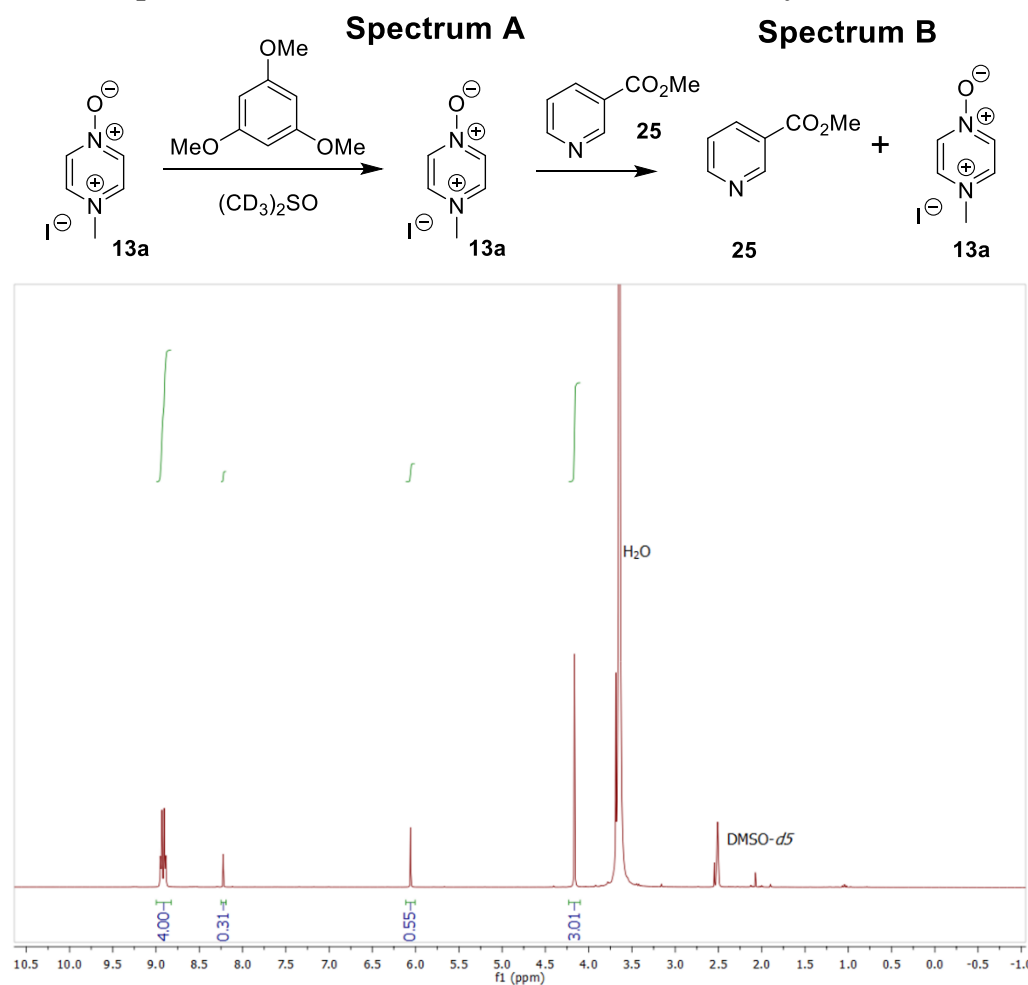 Spectrum A
Spectrum B
OMe
MeO
OMe
(CD3)2SO
O⊖
N⊕
⊕N
I⊖
13a
O⊖
N⊕
⊕N
I⊖
13a
CO2Me
N
25
CO2Me
N
25
+
O⊖
N⊕
⊕N
I⊖
13a
H2O
DMSO-d5
4.00
0.31
0.55
3.01
10.5 10.0 9.5 9.0 8.5 8.0 7.5 7.0 6.5 6.0 5.5 5.0 4.5 4.0 3.5 3.0 2.5 2.0 1.5 1.0 0.5 0.0 -0.5 -1.0
f1 (ppm)